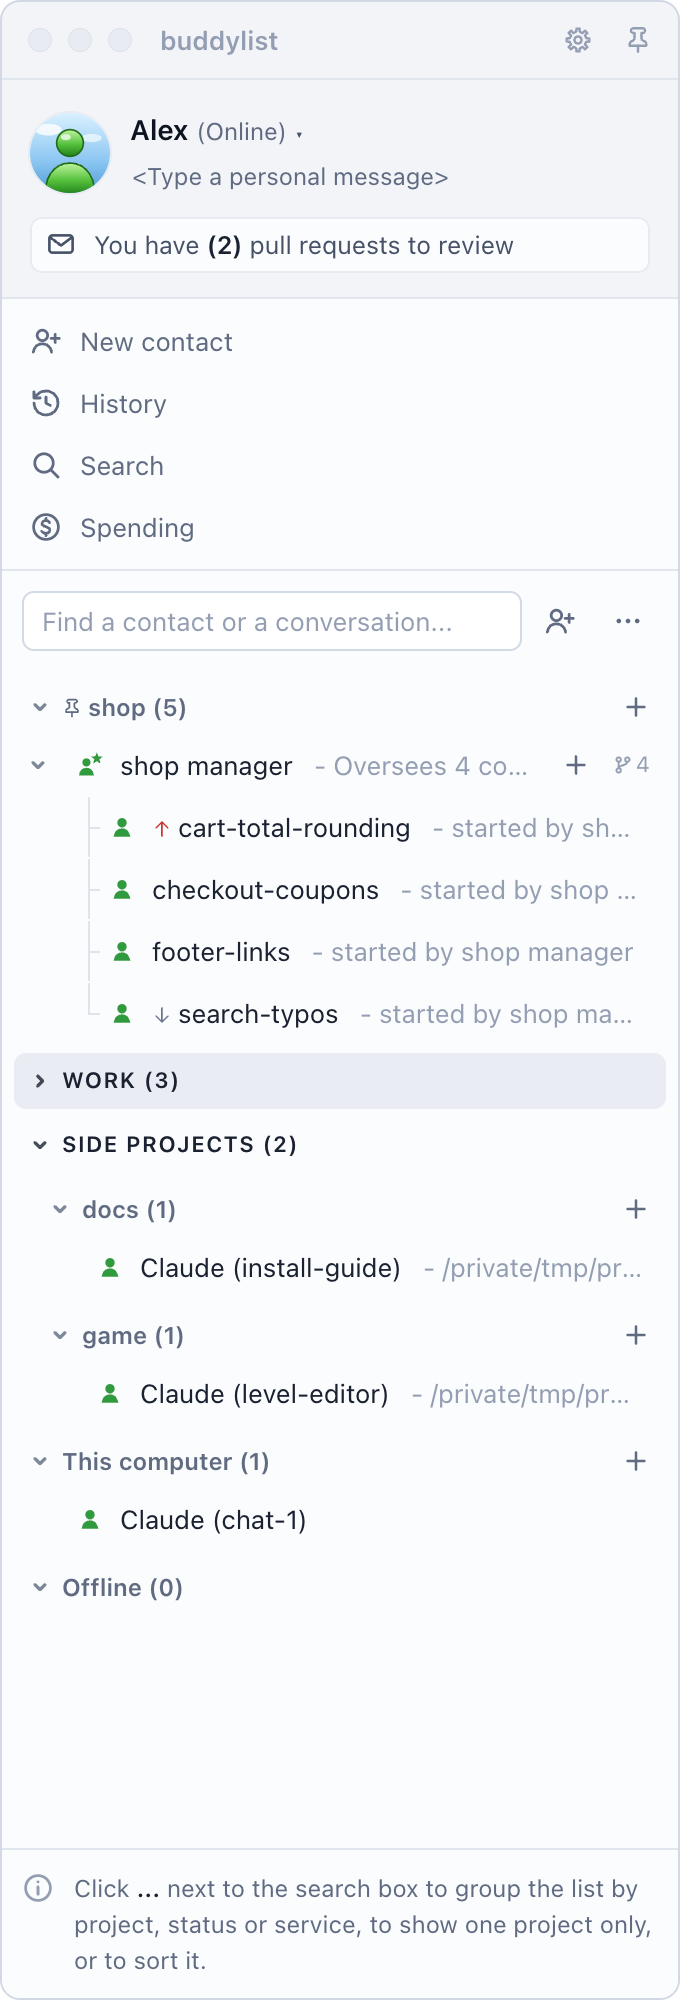 buddylist
Alex (Online)
<Type a personal message>
You have (2) pull requests to review
New contact
History
Search
Spending
Find a contact or a conversation...
shop (5)
shop manager - Oversees 4 co... 4
↑ cart-total-rounding - started by sh...
checkout-coupons - started by shop ...
footer-links - started by shop manager
↓ search-typos - started by shop ma...
WORK (3)
SIDE PROJECTS (2)
docs (1)
Claude (install-guide) - /private/tmp/pr...
game (1)
Claude (level-editor) - /private/tmp/pr...
This computer (1)
Claude (chat-1)
Offline (0)
Click ... next to the search box to group the list by
project, status or service, to show one project only,
or to sort it.